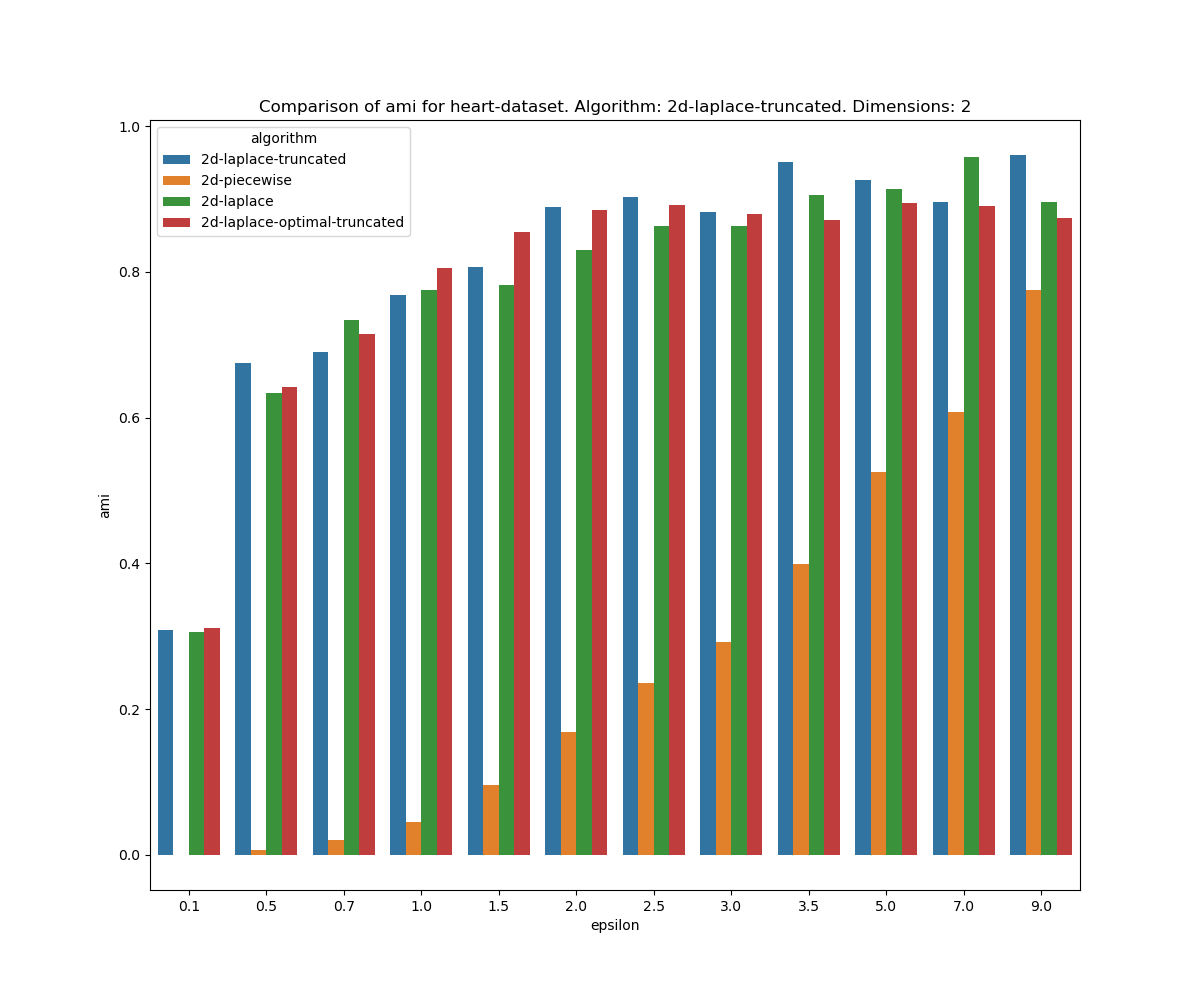 Comparison of ami for heart-dataset. Algorithm: 2d-laplace-truncated. Dimensions: 2
algorithm
2d-laplace-truncated
2d-piecewise
2d-laplace
2d-laplace-optimal-truncated
1.0
0.8
0.6
0.4
0.2
0.0
ami
0.1 0.5 0.7 1.0 1.5 2.0 2.5 3.0 3.5 5.0 7.0 9.0
epsilon